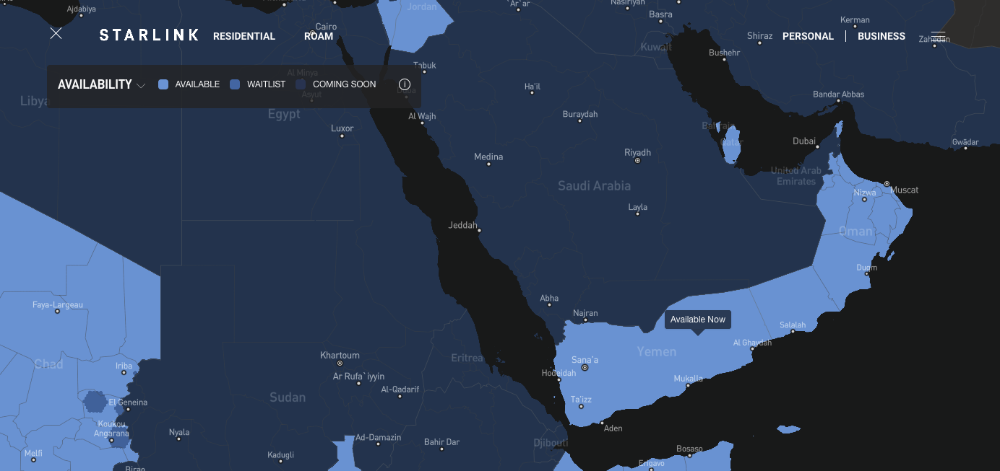 Ajdabiya
Jordan
Ar'ar
Nasiriyah
Basra
Kerman
Cairo
STARLINK
RESIDENTIAL
ROAM
Shiraz
PERSONAL
BUSINESS
Zahedan
Kuwait
Bushehr
Tabuk
Al Minya
AVAILABILITY
AVAILABLE
WAITLIST
COMING SOON
Duba
Asyut
Ha'il
Bandar Abbas
Libya
Egypt
Al Wajh
Buraydah
Luxor
Bahrain
Qatar
Dubai
Gwādar
Medina
Riyadh
United Arab
Emirates
Saudi Arabia
Nizwa
Muscat
Layla
Jeddah
Oman
Duqm
Faya-Largeau
Abha
Najran
Available Now
Salalah
Al Ghaydah
Yemen
Khartoum
Eritrea
Sana'a
Chad
Iriba
Hodeidah
Ar Rufa`iyyin
Mukalla
Al-Qadarif
Sudan
El Geneina
Ta'izz
Koukou
Angarana
Nyala
Aden
Ad-Damazin
Bahir Dar
Djibouti
Melfi
Kadugli
Bosaso
Erigavo
Birao